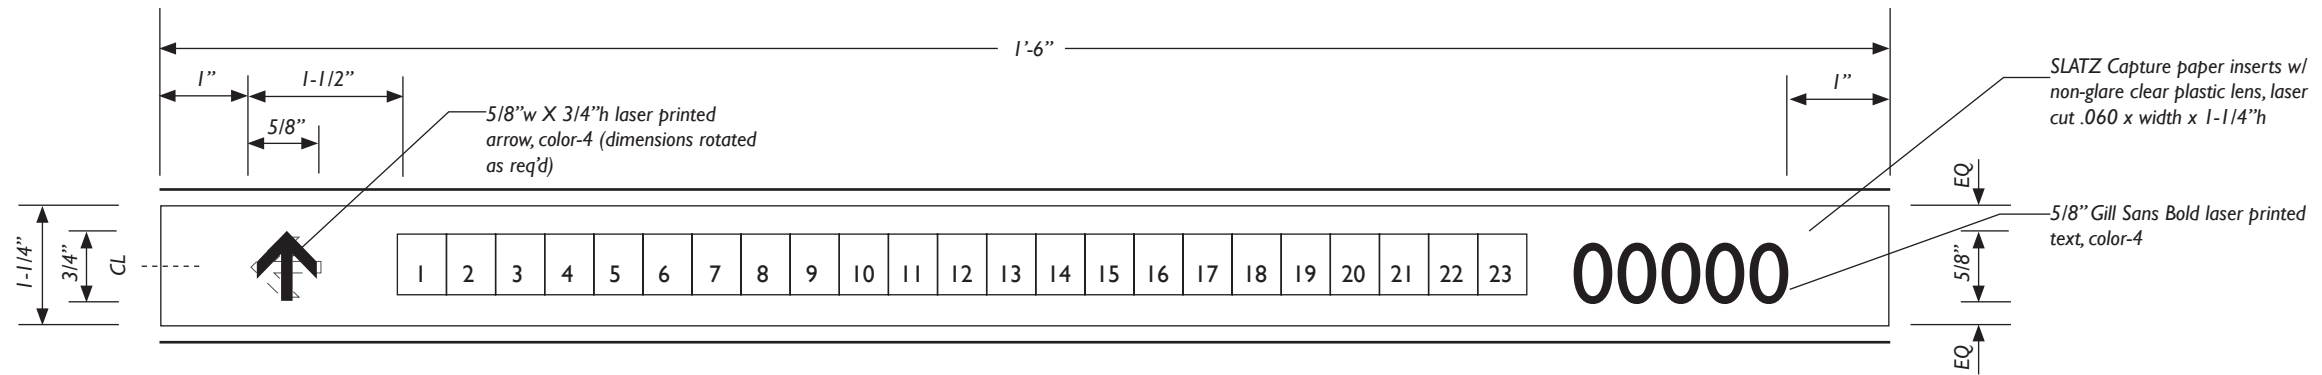 1'-6”
1”
1-1/2”
1”
5/8”
5/8”w X 3/4”h laser printed
arrow, color-4 (dimensions rotated
as req’d)
SLATZ Capture paper inserts w/
non-glare clear plastic lens, laser
cut .060 x width x 1-1/4”h
EQ
1-1/4”
3/4”
CL
1 2 3 4 5 6 7 8 9 10 11 12 13 14 15 16 17 18 19 20 21 22 23
00000
5/8”
5/8” Gill Sans Bold laser printed
text, color-4
EQ